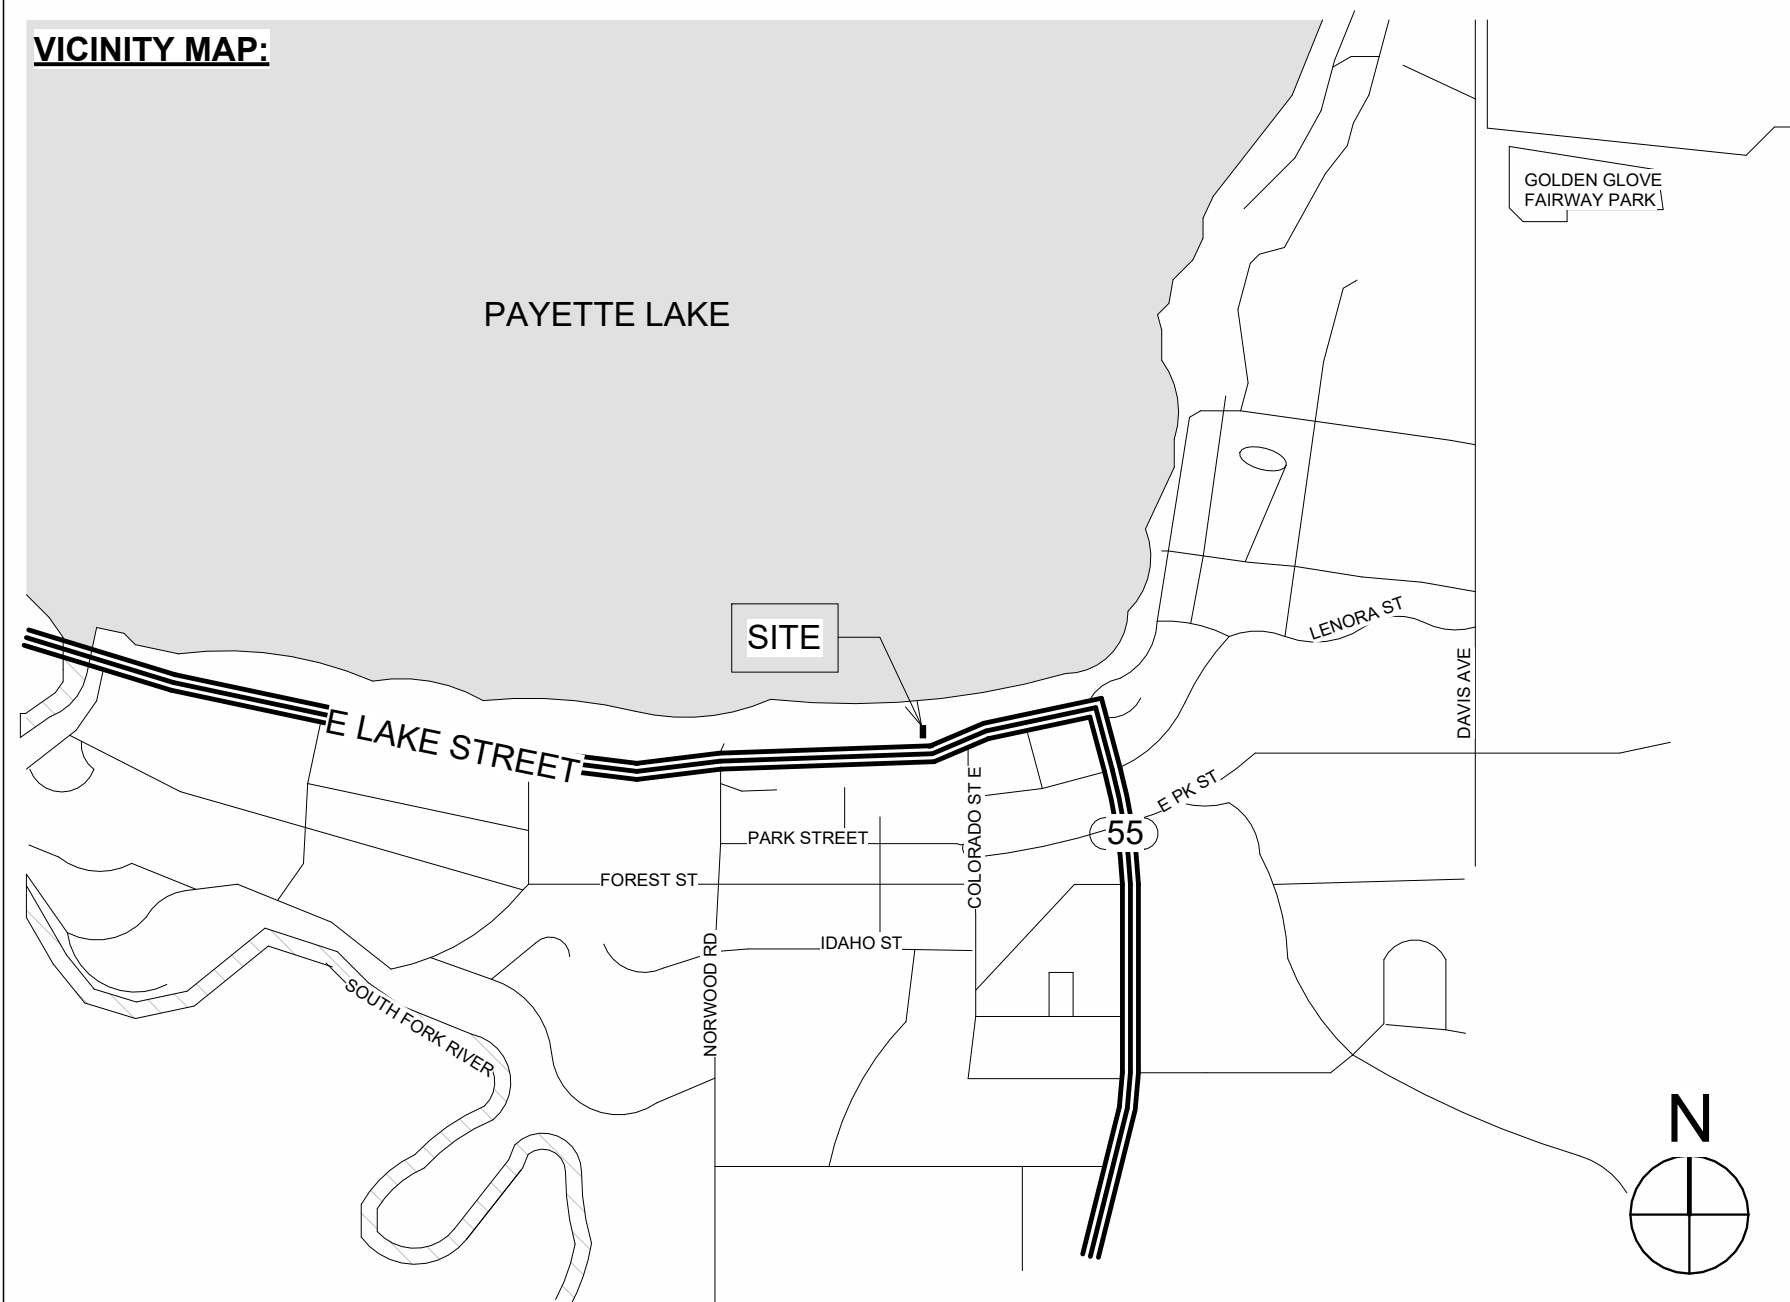 VICINITY MAP:
GOLDEN GLOVE
FAIRWAY PARK
PAYETTE LAKE
LENORA ST
SITE
DAVIS AVE
E LAKE STREET
E PK ST
55
COLORADO ST E
PARK STREET
FOREST ST
IDAHO ST
NORWOOD RD
SOUTH FORK RIVER
N